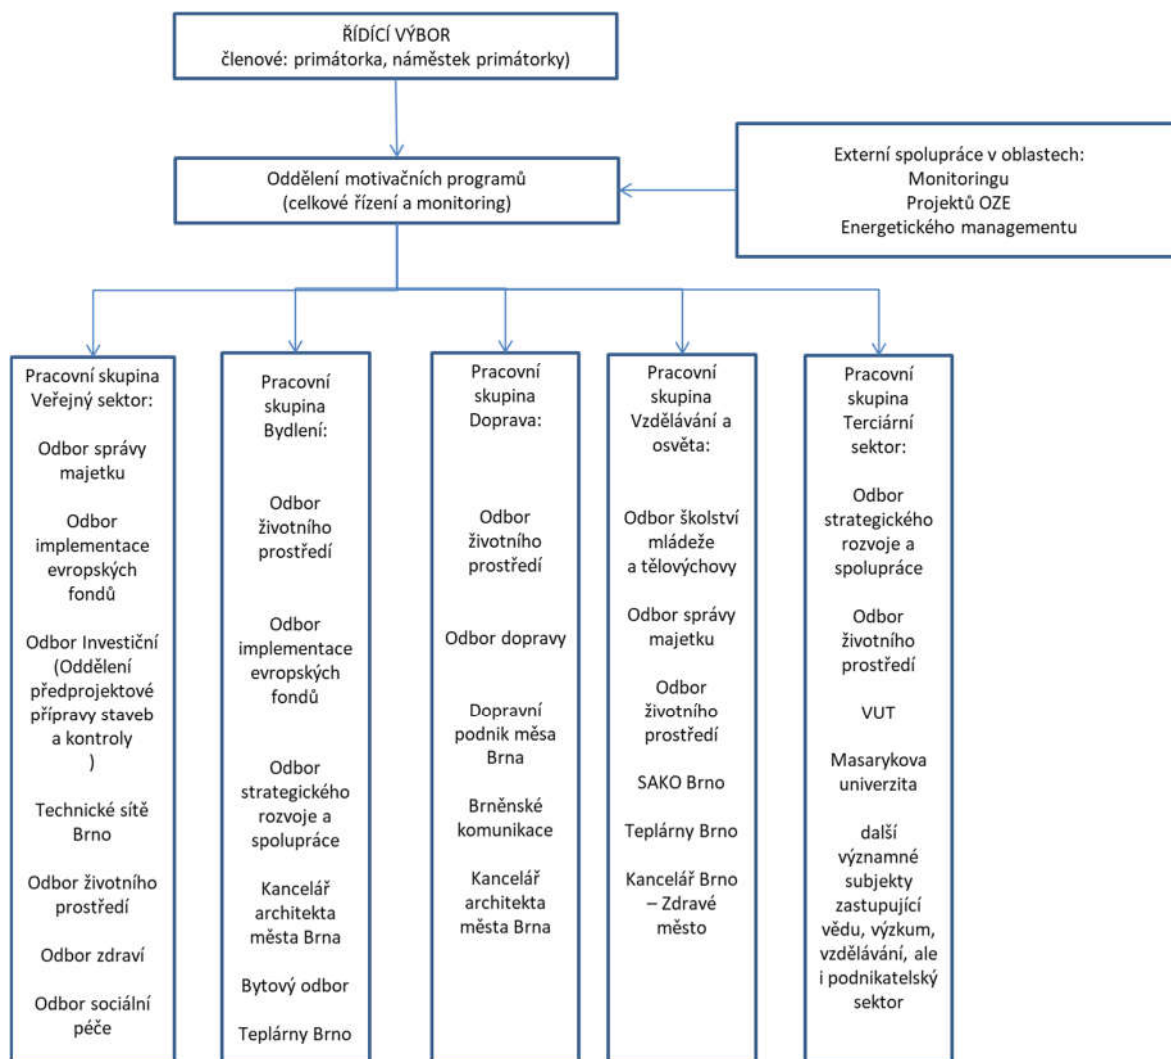 ŘÍDÍCÍ VÝBOR
členové: primátorka, náměstek primátorky)
Oddělení motivačních programů
(celkové řízení a monitoring)
Externí spolupráce v oblastech:
Monitoringu
Projektů OZE
Energetického managementu
Pracovní skupina
Veřejný sektor:
Odbor správy
majetku
Odbor
implementace
evropských
fondů
Odbor Investiční
(Oddělení
předprojektové
přípravy staveb
a kontroly
)
Technické sítě
Brno
Odbor životního
prostředí
Odbor zdraví
Odbor sociální
péče
Pracovní
skupina
Bydlení:
Odbor
životního
prostředí
Odbor
implementace
evropských
fondů
Odbor
strategického
rozvoje a
spolupráce
Kancelář
architekta
města Brna
Bytový odbor
Teplárny Brno
Pracovní
skupina
Doprava:
Odbor
životního
prostředí
Odbor dopravy
Dopravní
podnik měsa
Brna
Brněnské
komunikace
Kancelář
architekta
města Brna
Pracovní
skupina
Vzdělávání a
osvěta:
Odbor školství
mládeže
a tělovýchovy
Odbor správy
majetku
Odbor
životního
prostředí
SAKO Brno
Teplárny Brno
Kancelář Brno
– Zdravé
město
Pracovní
skupina
Terciární
sektor:
Odbor
strategického
rozvoje a
spolupráce
Odbor
životního
prostředí
VUT
Masarykova
univerzita
další
významné
subjekty
zastupující
vědu, výzkum,
vzdělávání, ale
i podnikatelský
sektor